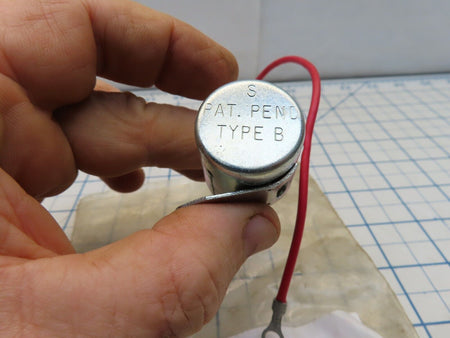 S
PAT. PEND
TYPE B